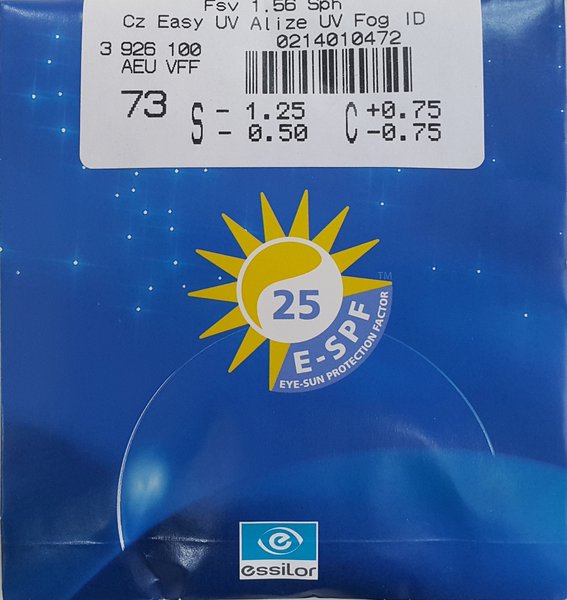 Fsv 1.56 Sph
Cz Easy UV Alize UV Fog ID
3 926 100
0214010472
AEU VFF
73
S - 1.25
- 0.50
C +0.75
-0.75
25
E-SPF
TM
EYE-SUN PROTECTION FACTOR
essilor